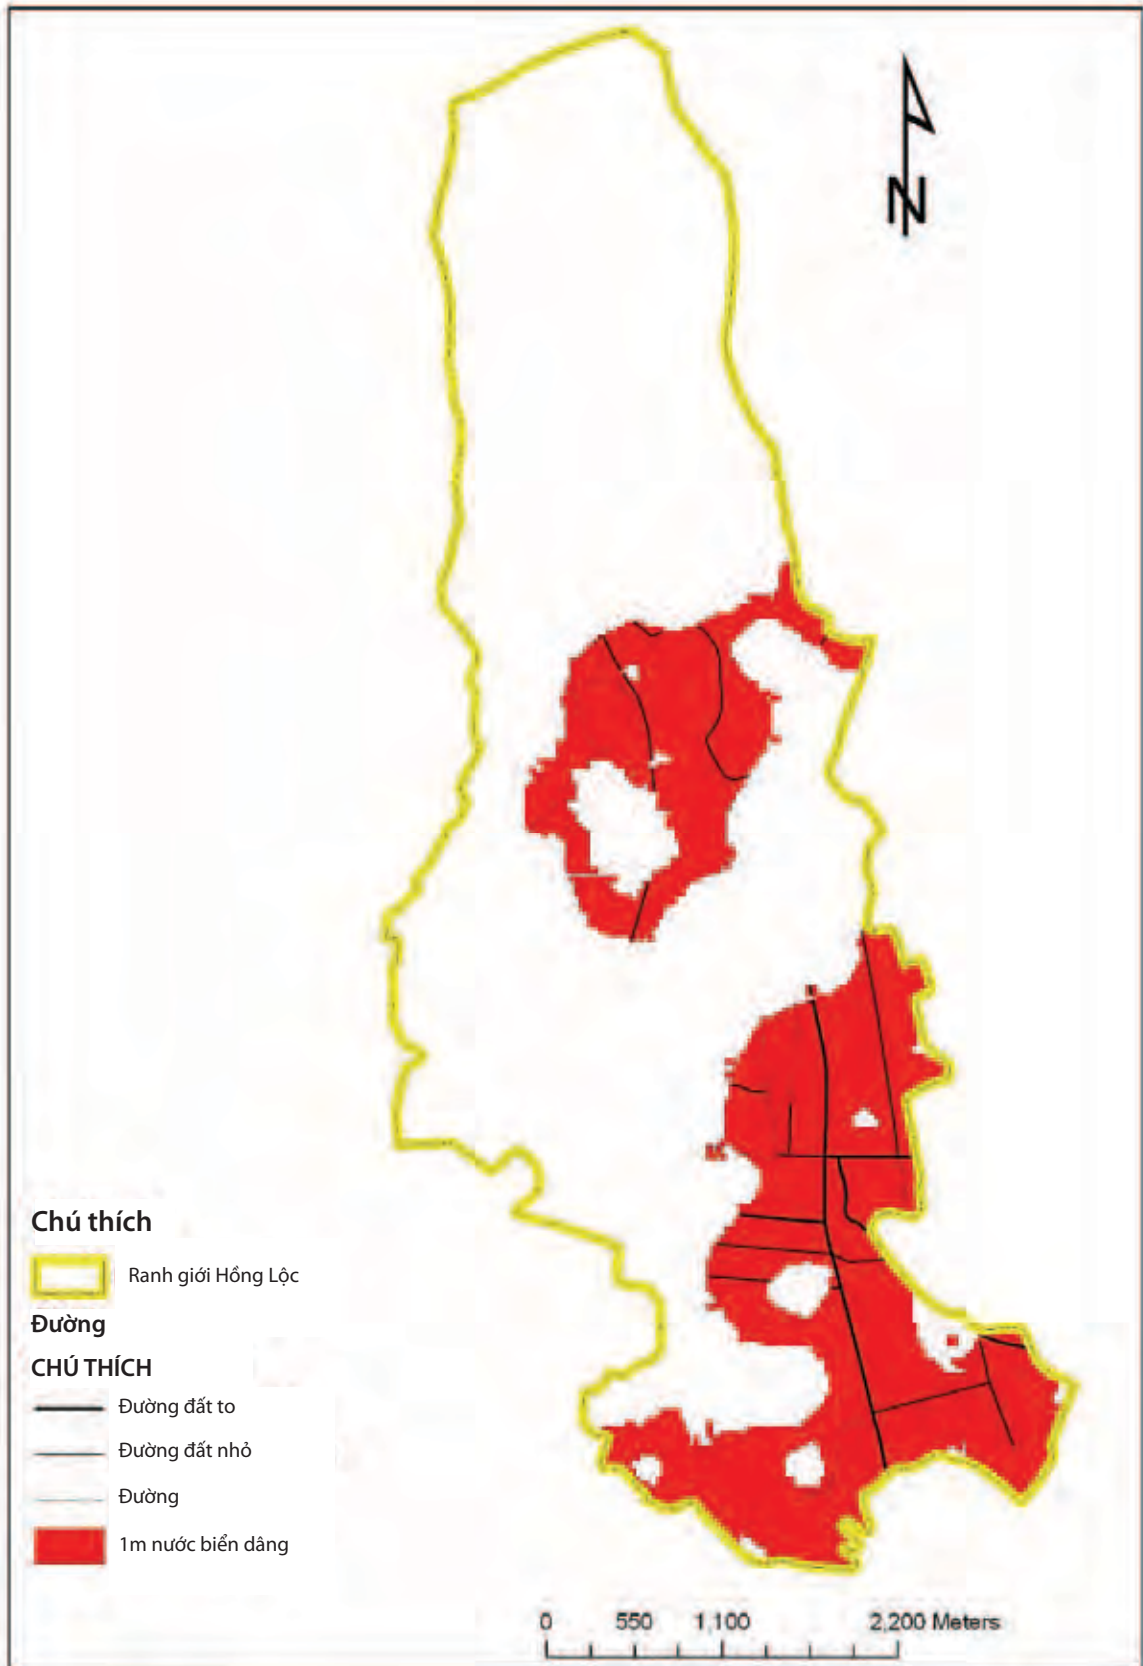 N
Chú thích
Ranh giới Hồng Lộc
Đường
CHÚ THÍCH
Đường đất to
Đường đất nhỏ
Đường
1m nước biển dâng
0 550 1,100 2,200 Meters